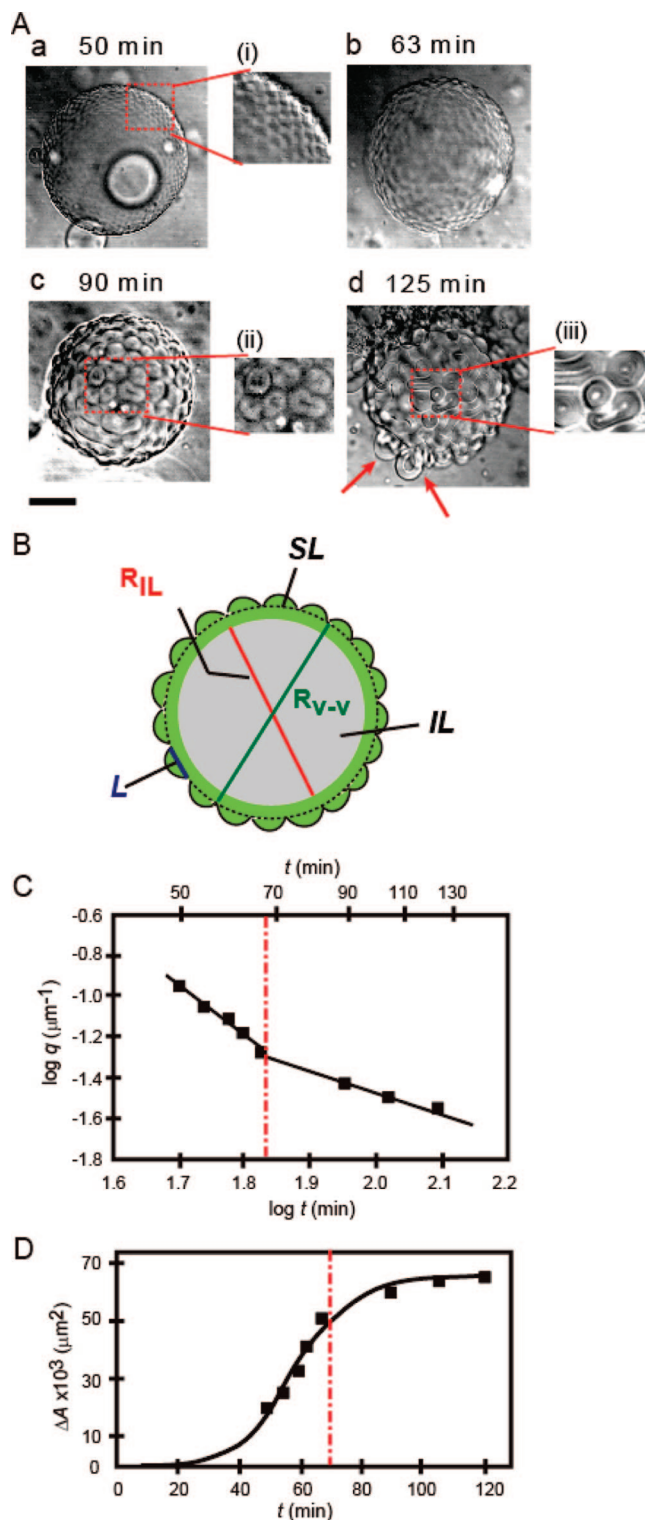 A
a 50 min (i) b 63 min
c 90 min (ii) d 125 min (iii)
B
SL
R_IL
R_V-V
IL
L
C
t (min)
50 70 90 110 130
-0.6
-0.8
-1.0
-1.2
-1.4
-1.6
-1.8
log q (μm⁻¹)
1.6 1.7 1.8 1.9 2.0 2.1 2.2
log t (min)
D
70
50
30
10
0
ΔA x10³ (μm2)
0 20 40 60 80 100 120
t (min)